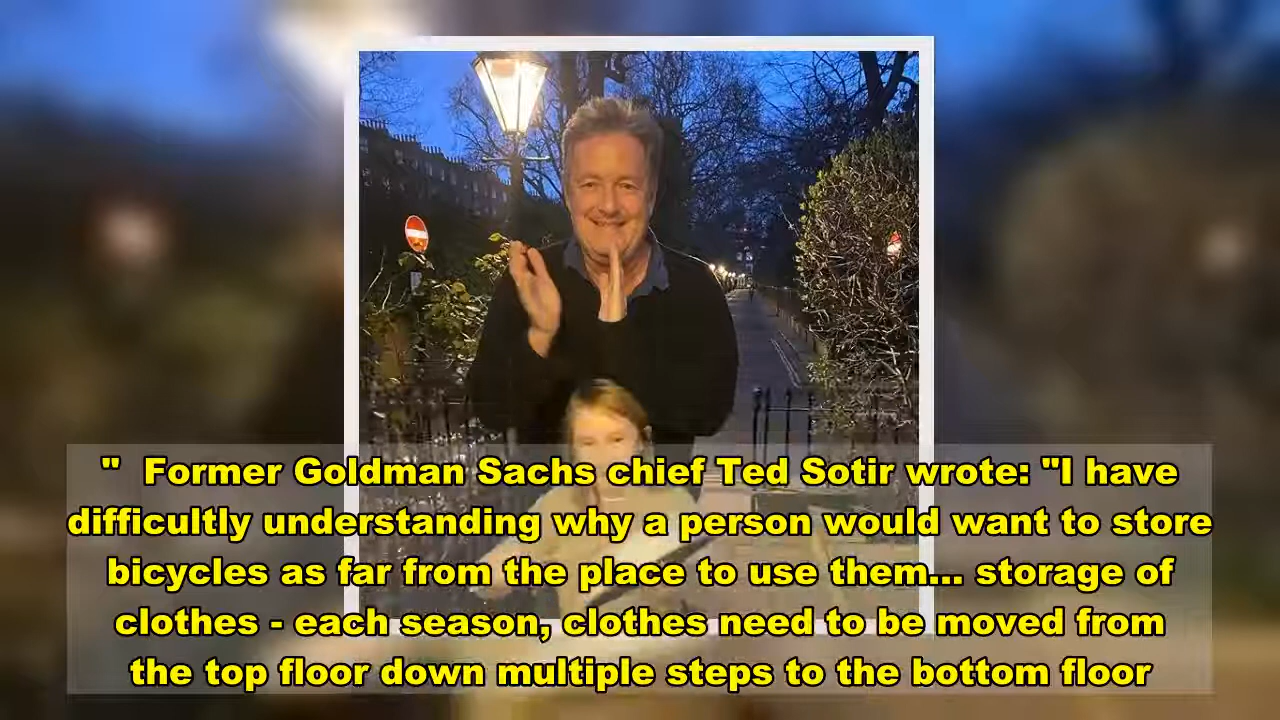 " Former Goldman Sachs chief Ted Sotir wrote: "I have
difficultly understanding why a person would want to store
bicycles as far from the place to use them... storage of
clothes - each season, clothes need to be moved from
the top floor down multiple steps to the bottom floor